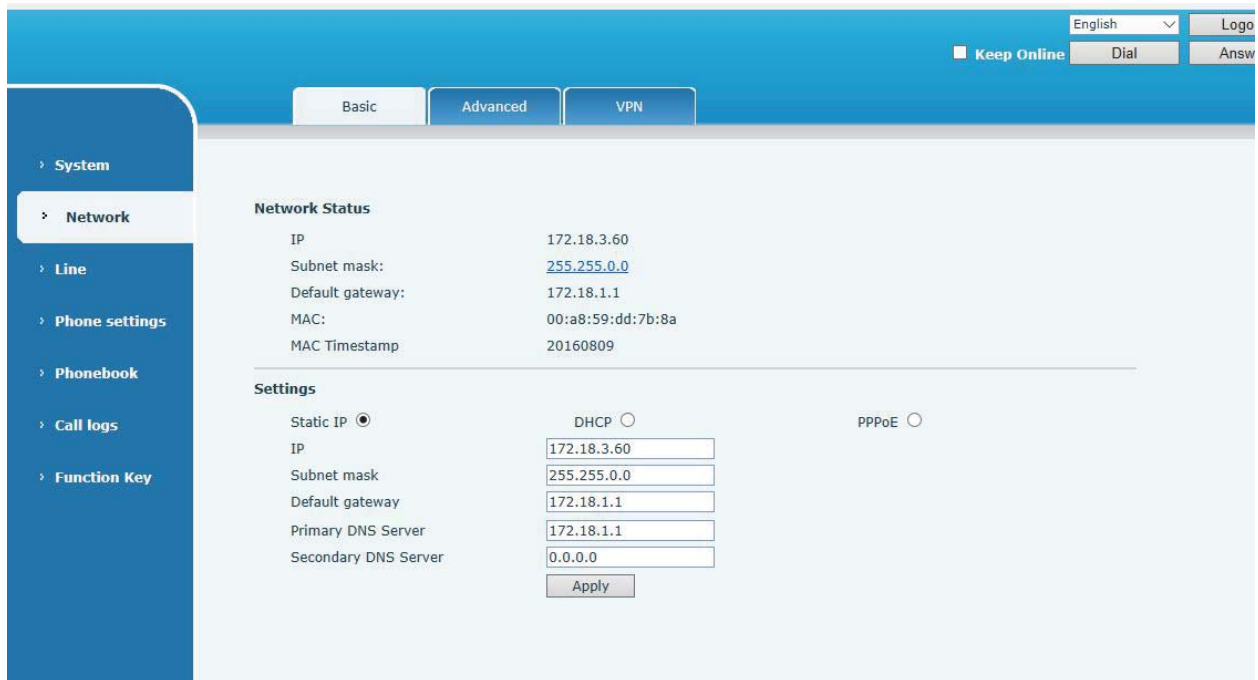 English Logo
Keep Online Dial Answ
Basic Advanced VPN
System
Network
Line
Phone settings
Phonebook
Call logs
Function Key
Network Status
IP 172.18.3.60
Subnet mask: 255.255.0.0
Default gateway: 172.18.1.1
MAC: 00:a8:59:dd:7b:8a
MAC Timestamp 20160809
Settings
Static IP DHCP PPPoE
IP 172.18.3.60
Subnet mask 255.255.0.0
Default gateway 172.18.1.1
Primary DNS Server 172.18.1.1
Secondary DNS Server 0.0.0.0
Apply